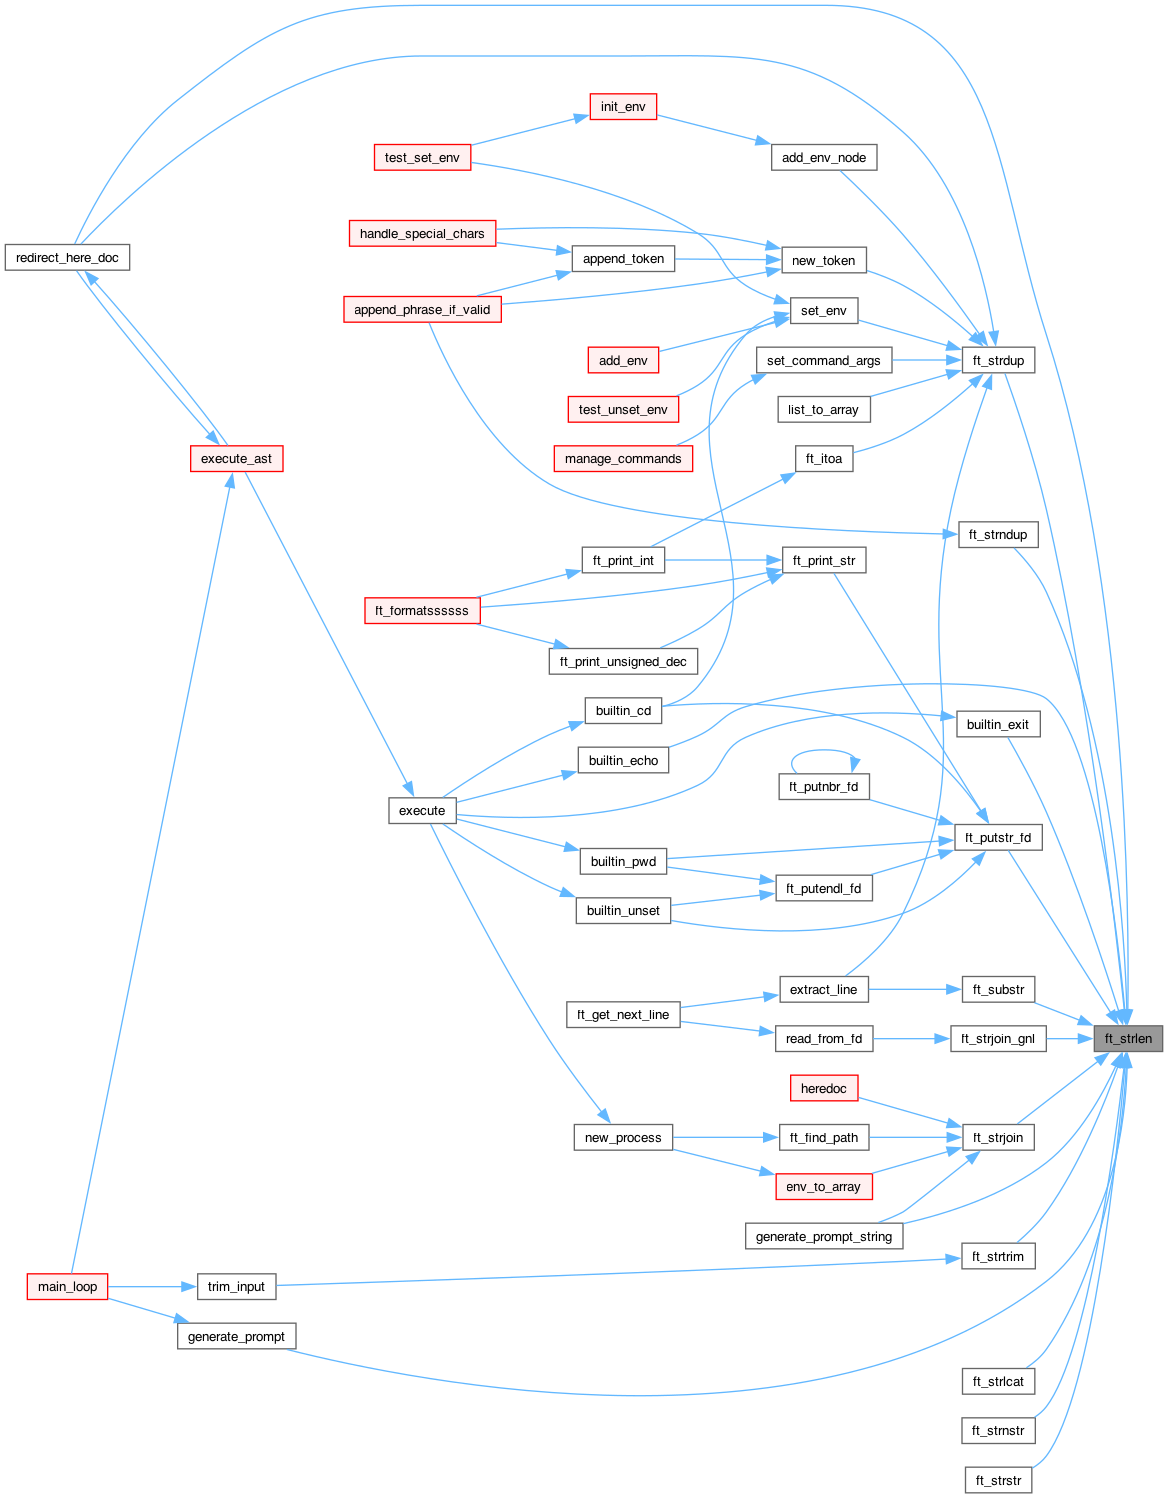 init_env
test_set_env
add_env_node
handle_special_chars
redirect_here_doc
append_token
new_token
append_phrase_if_valid
set_env
add_env
set_command_args
ft_strdup
test_unset_env
list_to_array
execute_ast
manage_commands
ft_itoa
ft_strndup
ft_print_int
ft_print_str
ft_formatssssss
ft_print_unsigned_dec
builtin_cd
builtin_exit
builtin_echo
ft_putnbr_fd
execute
ft_putstr_fd
builtin_pwd
ft_putendl_fd
builtin_unset
extract_line
ft_substr
ft_get_next_line
read_from_fd
ft_strjoin_gnl
ft_strlen
heredoc
new_process
ft_find_path
ft_strjoin
env_to_array
generate_prompt_string
ft_strtrim
main_loop
trim_input
generate_prompt
ft_strlcat
ft_strnstr
ft_strstr